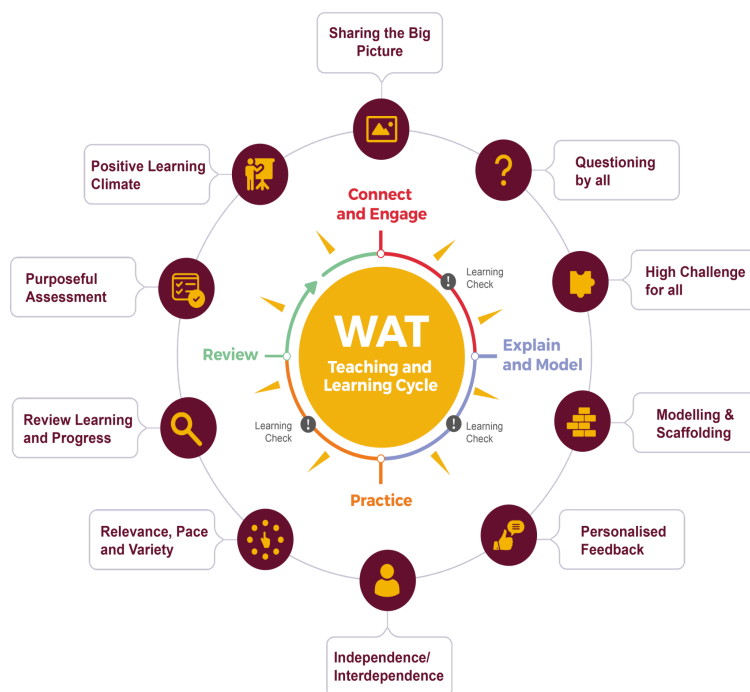 Sharing the Big
Picture
Positive Learning
Climate
Questioning
by all
Connect
and Engage
Purposeful
Assessment
Learning
Check
High Challenge
for all
WAT
Teaching and
Learning Cycle
Review
Explain
and Model
Review Learning
and Progress
Learning
Check
Learning
Check
Modelling &
Scaffolding
Practice
Relevance, Pace
and Variety
Personalised
Feedback
Independence/
Interdependence